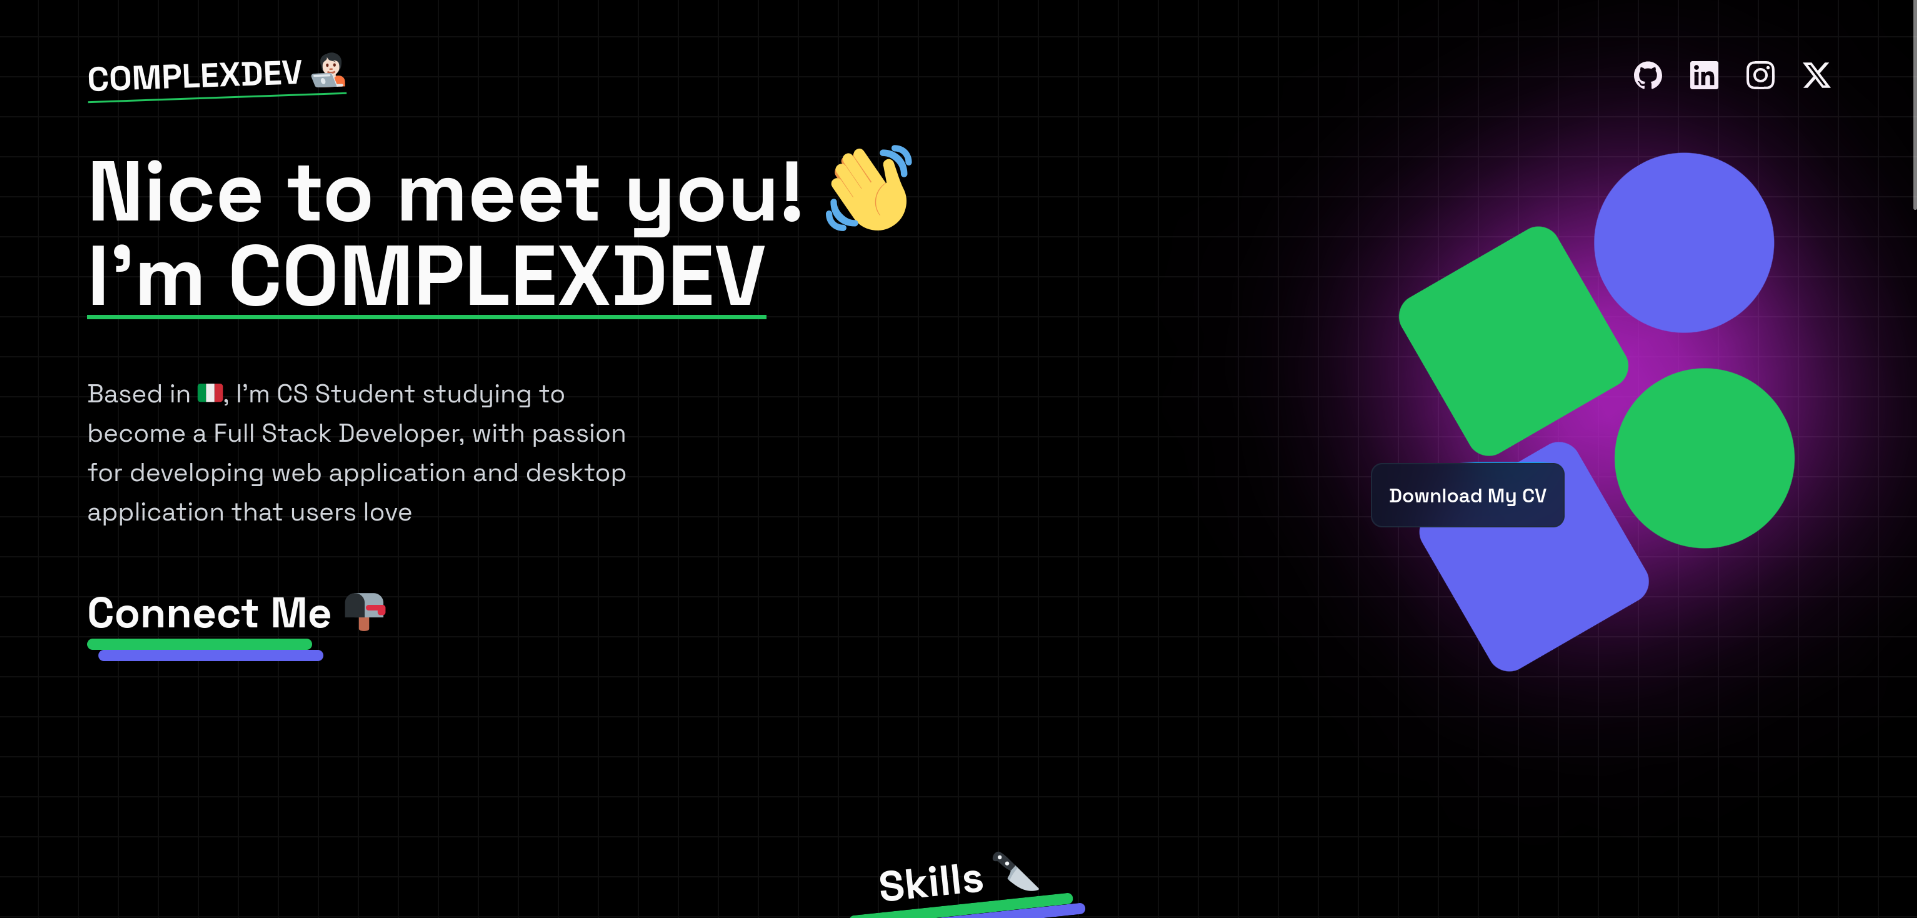 COMPLEXDEV
Nice to meet you!
I'm COMPLEXDEV
Based in 🇮🇹, I'm CS Student studying to
become a Full Stack Developer, with passion
for developing web application and desktop
application that users love
Download My CV
Connect Me
Skills